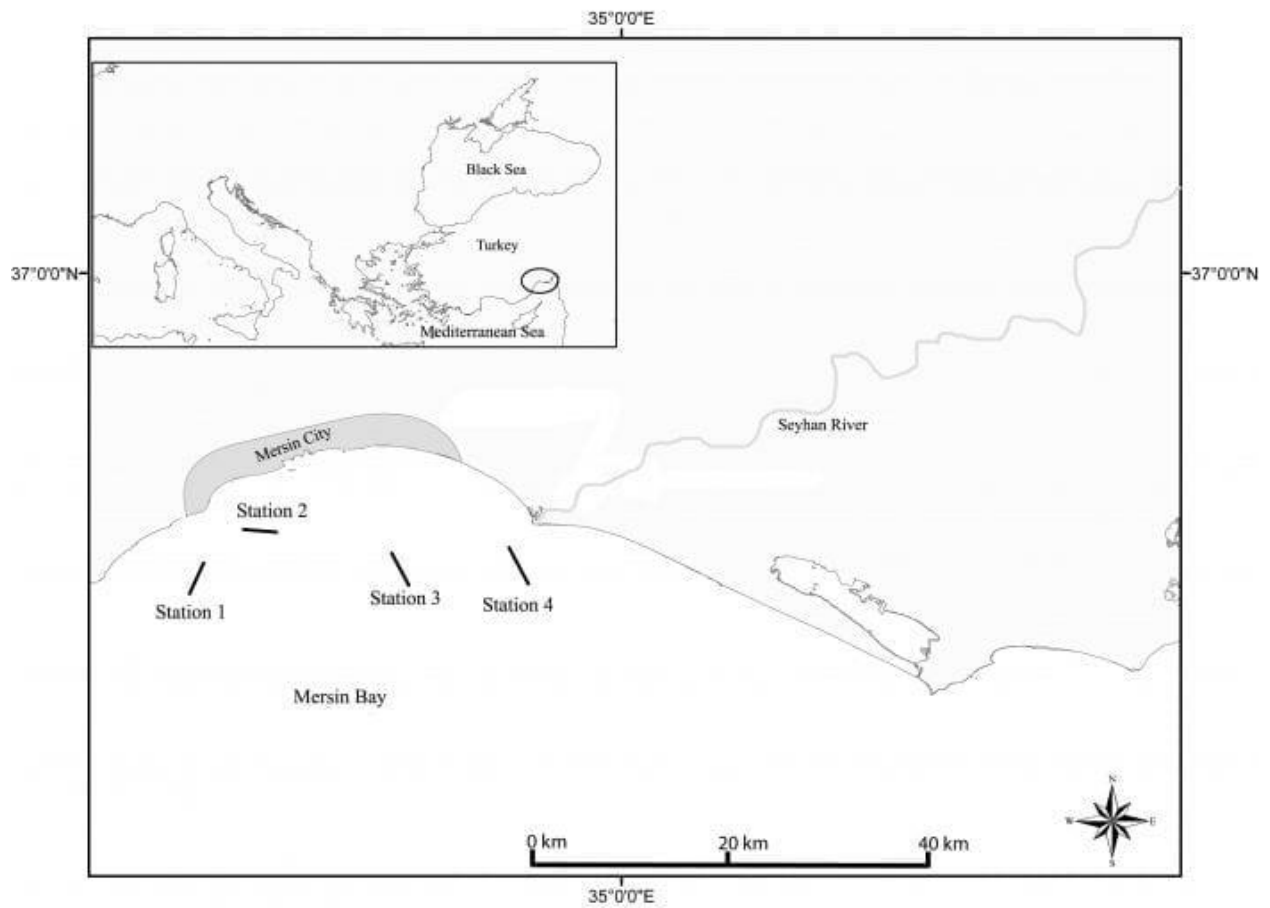 35°0'0"E
Black Sea
Turkey
37°0'0"N
37°0'0"N
Mediterranean Sea
Mersin City
Seyhan River
Station 2
Station 3
Station 4
Station 1
Mersin Bay
N
W
E
S
0 km
20 km
40 km
35°0'0"E